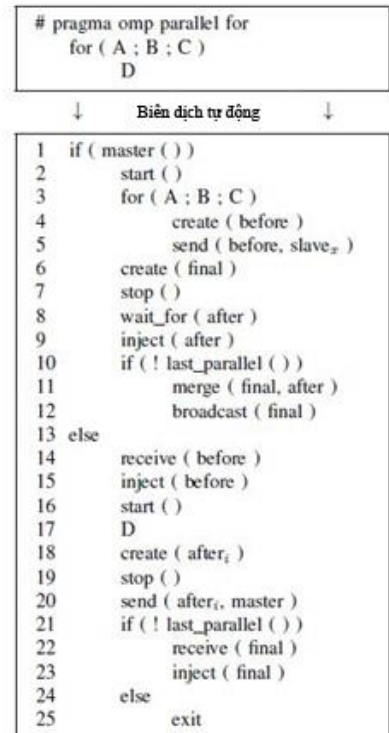 # pragma omp parallel for
for ( A ; B ; C )
D
↓ Biên dịch tự động ↓
1 if ( master ( ) )
2 start ( )
3 for ( A ; B ; C )
4 create ( before )
5 send ( before, slaveₓ )
6 create ( final )
7 stop ( )
8 wait_for ( after )
9 inject ( after )
10 if ( ! last_parallel ( ) )
11 merge ( final, after )
12 broadcast ( final )
13 else
14 receive ( before )
15 inject ( before )
16 start ( )
17 D
18 create ( afterᵢ )
19 stop ( )
20 send ( afterᵢ, master )
21 if ( ! last_parallel ( ) )
22 receive ( final )
23 inject ( final )
24 else
25 exit